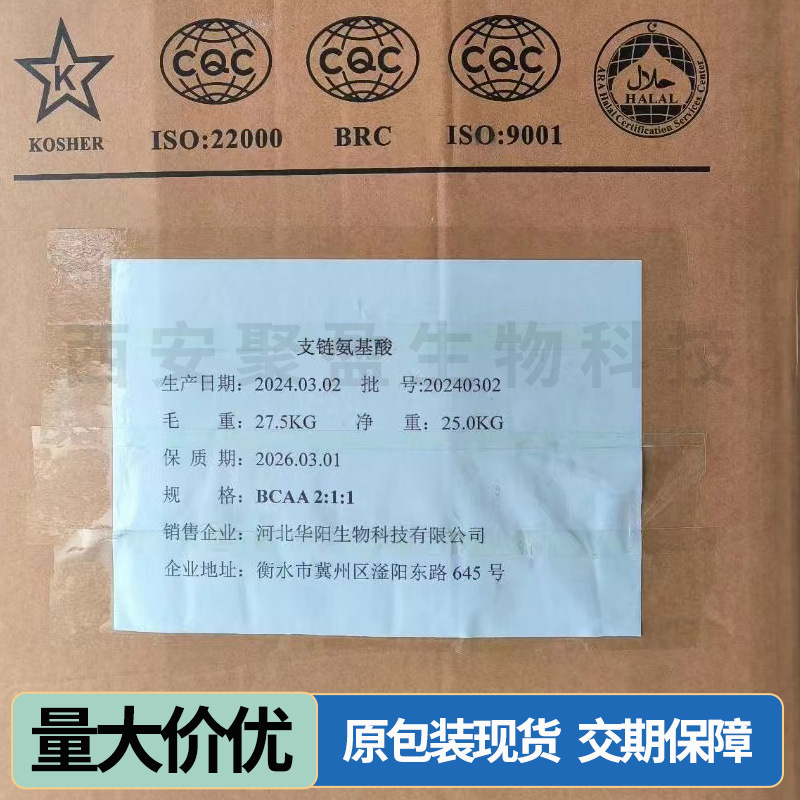 K
KOSHER
CQC
ISO:22000
CQC
BRC
CQC
ISO:9001
حلال
HALAL
ARA Halal Certification Services Center
西安聚盈生物科技
支链氨基酸
生产日期：2024.03.02 批 号:20240302
毛 重：27.5KG 净 重：25.0KG
保 质 期：2026.03.01
规 格：BCAA 2:1:1
销售企业：河北华阳生物科技有限公司
企业地址：衡水市冀州区滏阳东路 645 号
量大价优
原包装现货 交期保障